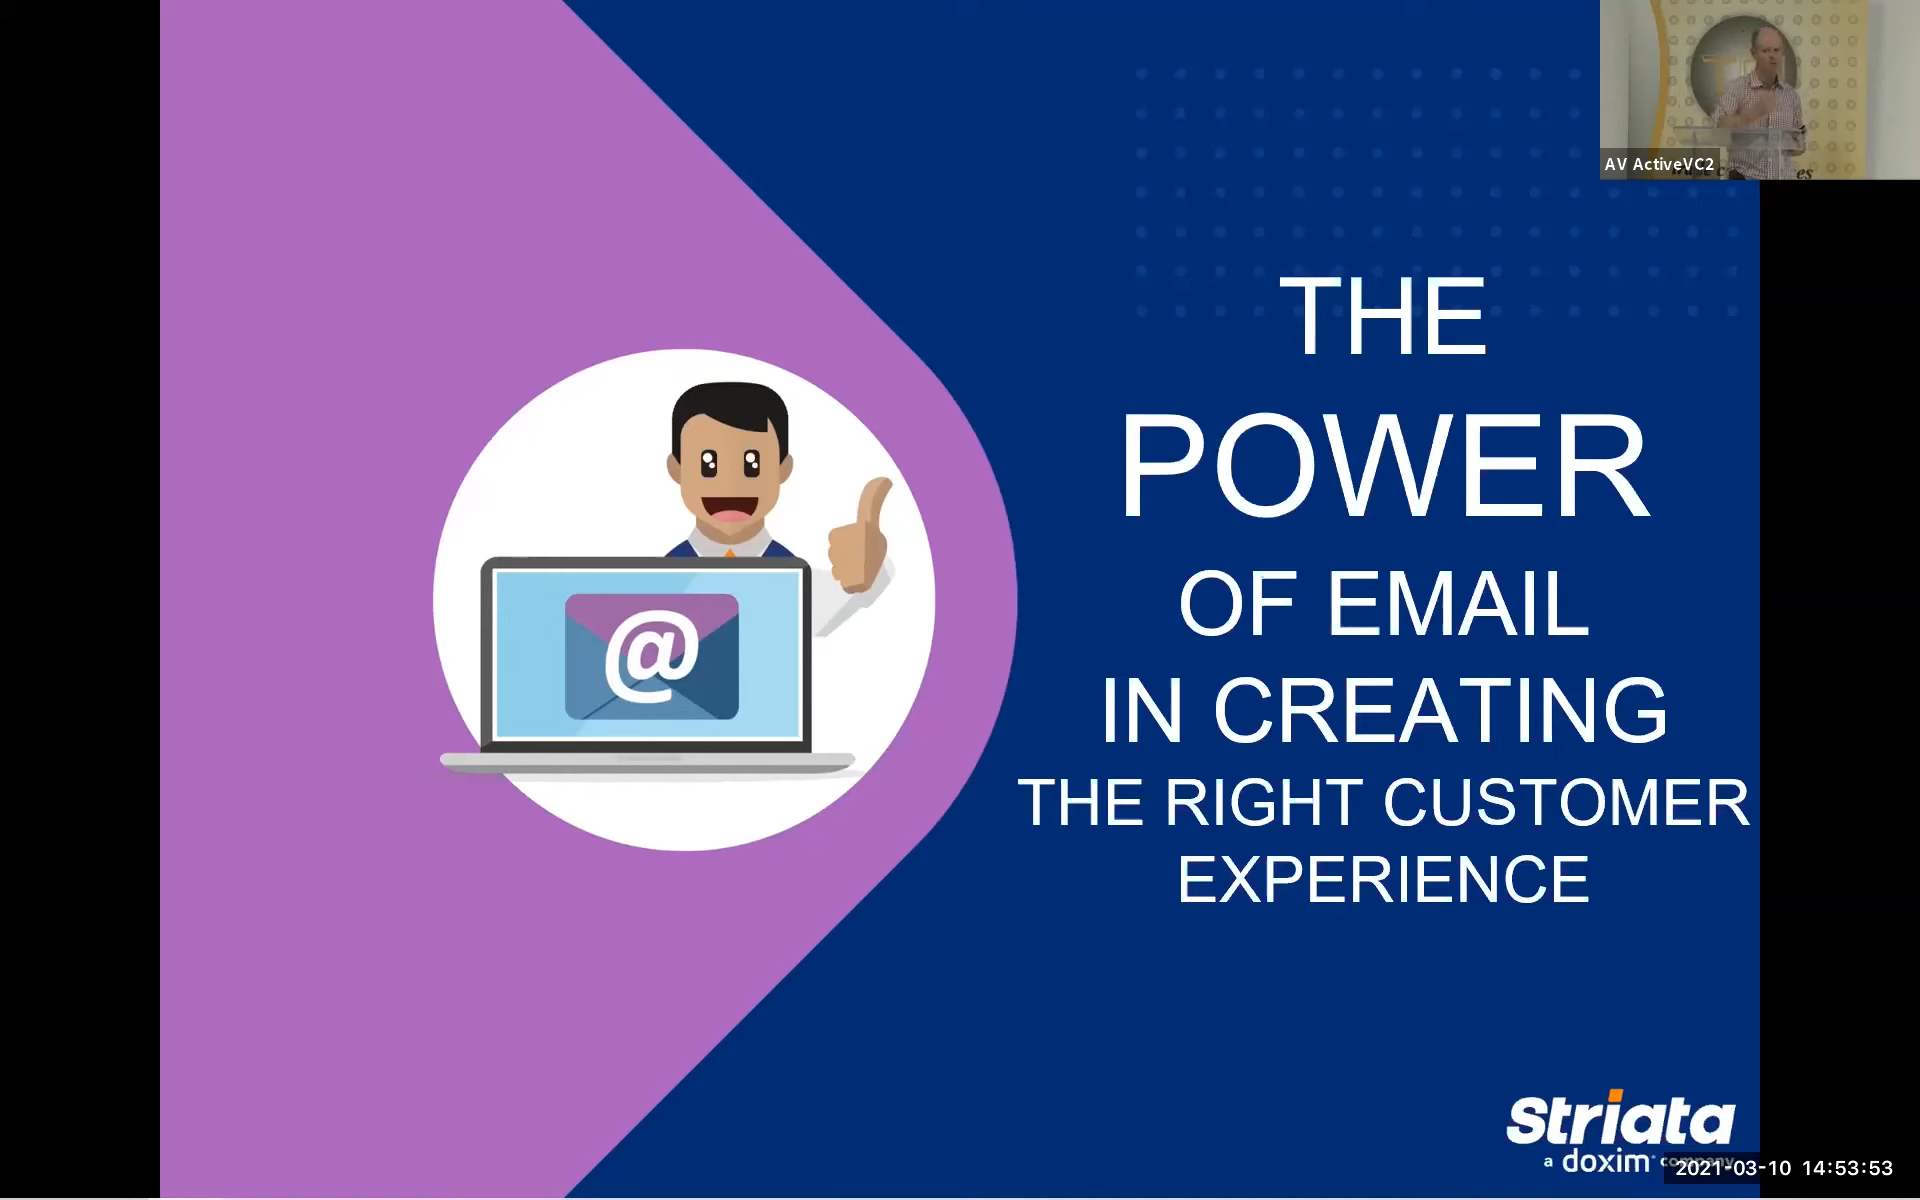 AV ActiveVC2
THE
POWER
OF EMAIL
IN CREATING
THE RIGHT CUSTOMER
EXPERIENCE
@
Striata
a doxim company
2021-03-10 14:53:53